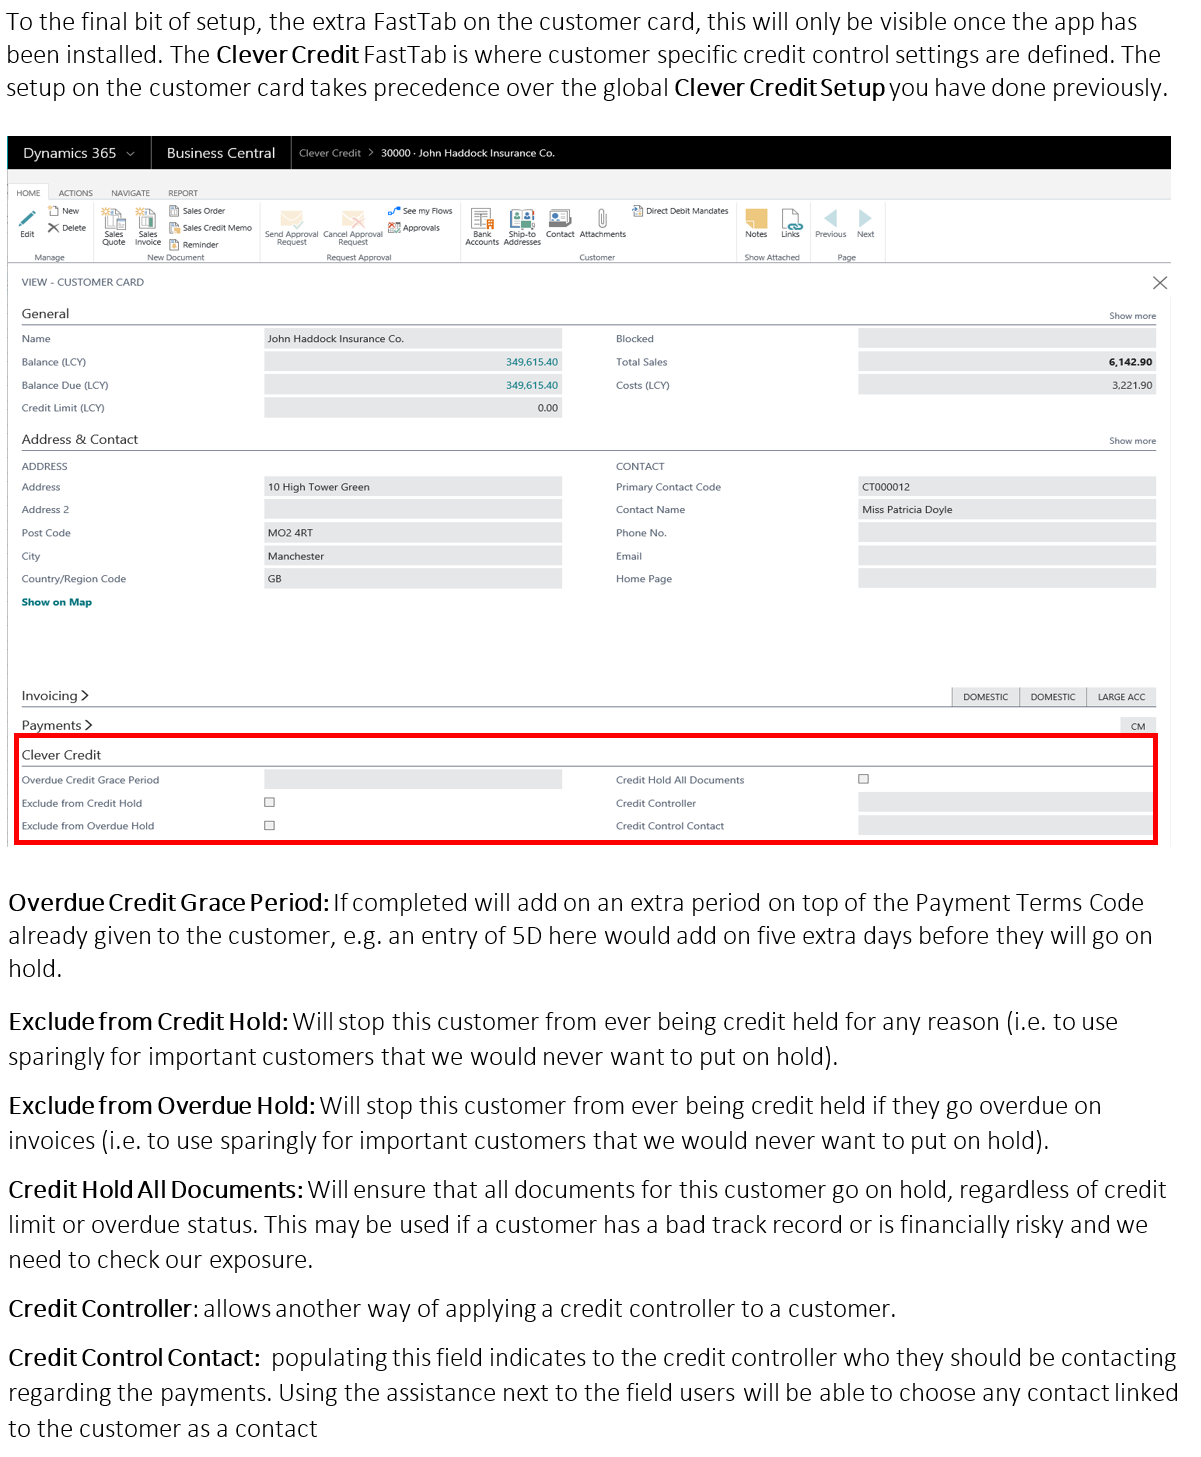 To the final bit of setup, the extra FastTab on the customer card, this will only be visible once the app has
been installed. The Clever Credit FastTab is where customer specific credit control settings are defined. The
setup on the customer card takes precedence over the global Clever Credit Setup you have done previously.
Dynamics 365 Business Central Clever Credit > 30000 · John Haddock Insurance Co.
HOME ACTIONS NAVIGATE REPORT
Edit New Delete
Manage
Sales Quote Sales Invoice Sales Order Sales Credit Memo Reminder
New Document
Send Approval Request Cancel Approval Request See my Flows Approvals
Request Approval
Bank Accounts Ship-to Addresses Contact Attachments Direct Debit Mandates
Customer
Notes Links
Show Attached
Previous Next
Page
VIEW - CUSTOMER CARD
General Show more
Name John Haddock Insurance Co. Blocked
Balance (LCY) 349,615.40 Total Sales 6,142.90
Balance Due (LCY) 349,615.40 Costs (LCY) 3,221.90
Credit Limit (LCY) 0.00
Address & Contact Show more
ADDRESS CONTACT
Address 10 High Tower Green Primary Contact Code CT000012
Address 2 Contact Name Miss Patricia Doyle
Post Code MO2 4RT Phone No.
City Manchester Email
Country/Region Code GB Home Page
Show on Map
Invoicing > DOMESTIC DOMESTIC LARGE ACC
Payments > CM
Clever Credit
Overdue Credit Grace Period Credit Hold All Documents
Exclude from Credit Hold Credit Controller
Exclude from Overdue Hold Credit Control Contact
Overdue Credit Grace Period: If completed will add on an extra period on top of the Payment Terms Code
already given to the customer, e.g. an entry of 5D here would add on five extra days before they will go on
hold.
Exclude from Credit Hold: Will stop this customer from ever being credit held for any reason (i.e. to use
sparingly for important customers that we would never want to put on hold).
Exclude from Overdue Hold: Will stop this customer from ever being credit held if they go overdue on
invoices (i.e. to use sparingly for important customers that we would never want to put on hold).
Credit Hold All Documents: Will ensure that all documents for this customer go on hold, regardless of credit
limit or overdue status. This may be used if a customer has a bad track record or is financially risky and we
need to check our exposure.
Credit Controller: allows another way of applying a credit controller to a customer.
Credit Control Contact: populating this field indicates to the credit controller who they should be contacting
regarding the payments. Using the assistance next to the field users will be able to choose any contact linked
to the customer as a contact